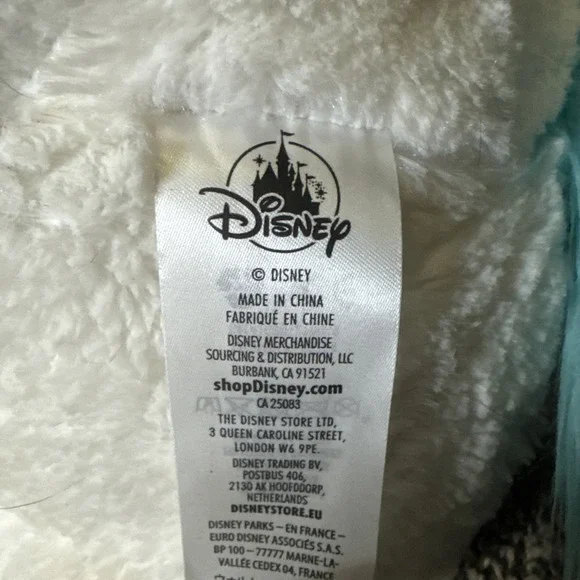 Disney
© DISNEY
MADE IN CHINA
FABRIQUÉ EN CHINE
DISNEY MERCHANDISE
SOURCING & DISTRIBUTION, LLC
BURBANK, CA 91521
shopDisney.com
CA 25083
THE DISNEY STORE LTD,
3 QUEEN CAROLINE STREET,
LONDON W6 9PE.
DISNEY TRADING BV,
POSTBUS 406,
2130 AK HOOFDDORP,
NETHERLANDS
DISNEYSTORE.EU
DISNEY PARKS – EN FRANCE –
EURO DISNEY ASSOCIÉS S.A.S.
BP 100 – 77777 MARNE-LA-
VALLÉE CEDEX 04, FRANCE